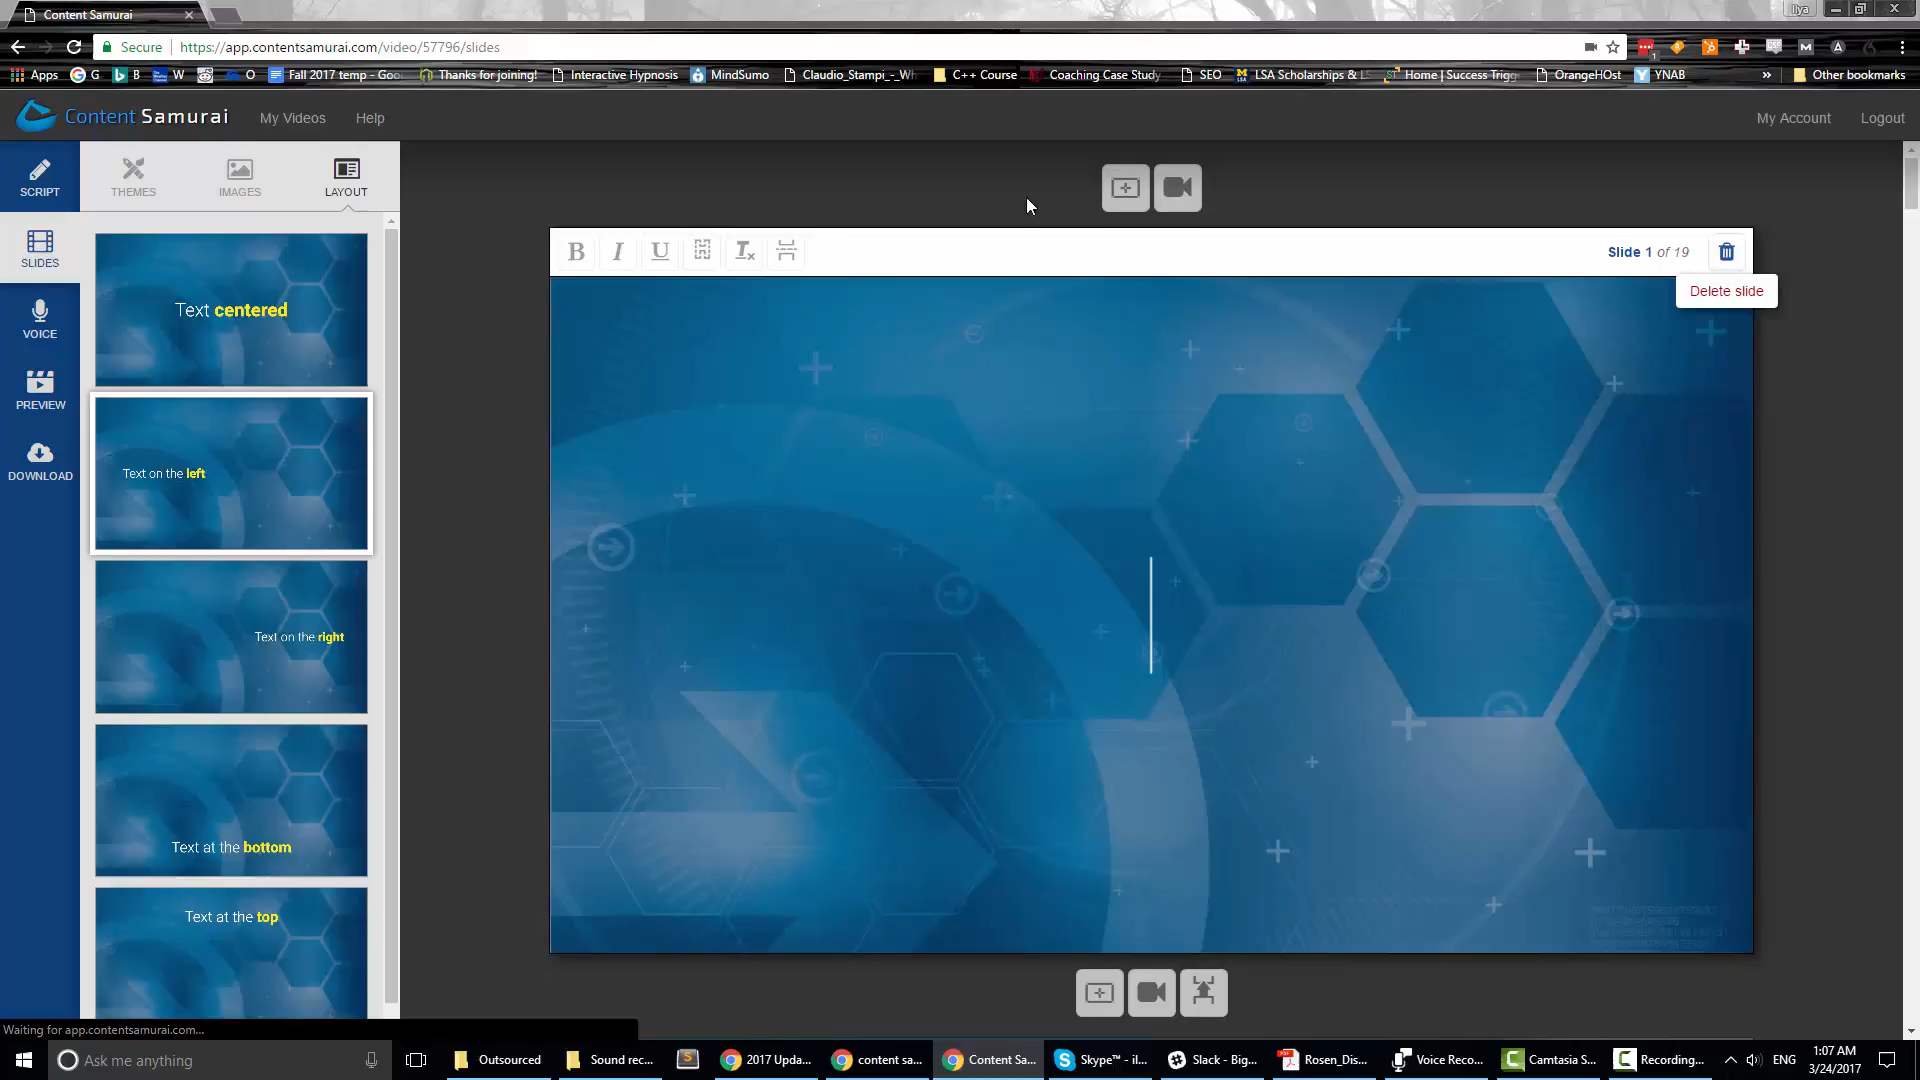 Content Samurai
Ilya
Secure https://app.contentsamurai.com/video/57796/slides
Apps G B W O Fall 2017 temp - Goo Thanks for joining! Interactive Hypnosis MindSumo Claudio_Stampi_-_Wh C++ Course Coaching Case Study SEO LSA Scholarships & L Home | Success Trigg OrangeHOst YNAB » Other bookmarks
Content Samurai My Videos Help My Account Logout
SCRIPT THEMES IMAGES LAYOUT
SLIDES
VOICE
PREVIEW
DOWNLOAD
Text centered
Text on the left
Text on the right
Text at the bottom
Text at the top
B I U Tx Slide 1 of 19
Delete slide
Waiting for app.contentsamurai.com...
Ask me anything Outsourced Sound rec... 2017 Upda... content sa... Content Sa... Skype™ - il... Slack - Big... Rosen_Dis... Voice Reco... Camtasia S... Recording... ENG 1:07 AM
3/24/2017